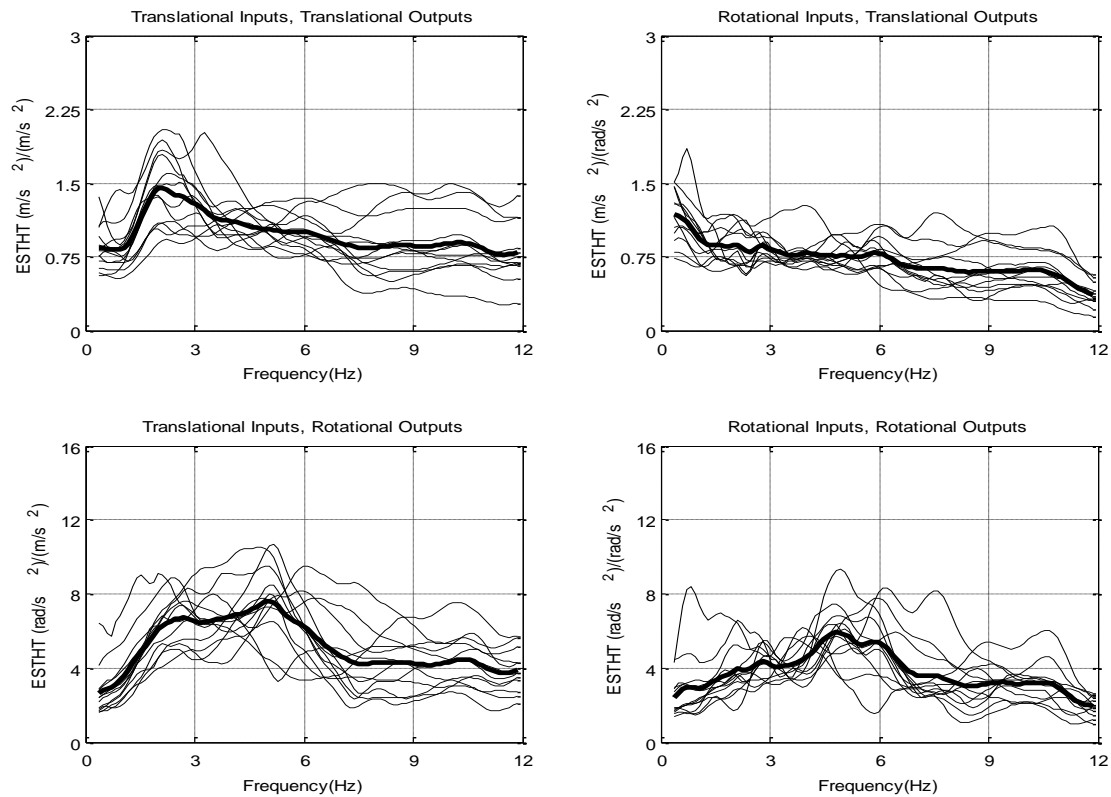 Translational Inputs, Translational Outputs
3
2.25
1.5
0.75
0
ESTHT (m/s 2)/(m/s 2)
0 3 6 9 12
Frequency(Hz)
Rotational Inputs, Translational Outputs
3
2.25
1.5
0.75
0
ESTHT (m/s 2)/(rad/s 2)
0 3 6 9 12
Frequency(Hz)
Translational Inputs, Rotational Outputs
16
12
8
4
0
ESTHT (rad/s 2)/(m/s 2)
0 3 6 9 12
Frequency(Hz)
Rotational Inputs, Rotational Outputs
16
12
8
4
0
ESTHT (rad/s 2)/(rad/s 2)
0 3 6 9 12
Frequency(Hz)